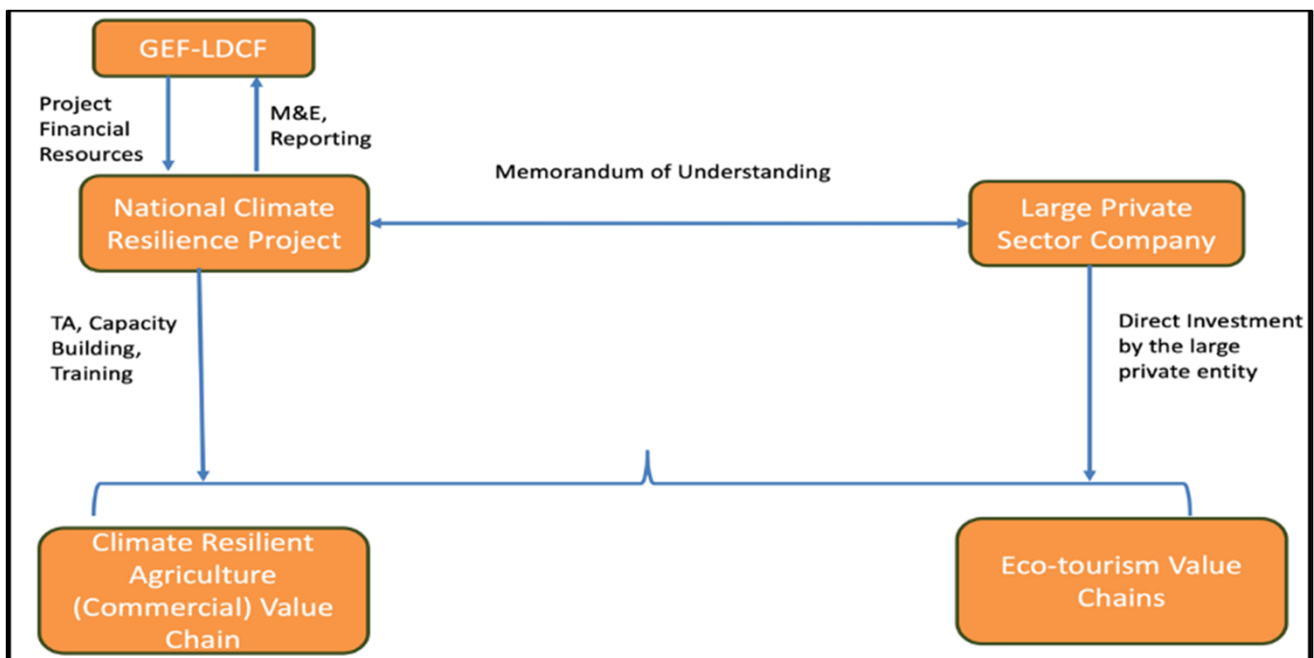 GEF-LDCF
Project
Financial
Resources
M&E,
Reporting
Memorandum of Understanding
National Climate
Resilience Project
Large Private
Sector Company
TA, Capacity
Building,
Training
Direct Investment
by the large
private entity
Climate Resilient
Agriculture
(Commercial) Value
Chain
Eco-tourism Value
Chains